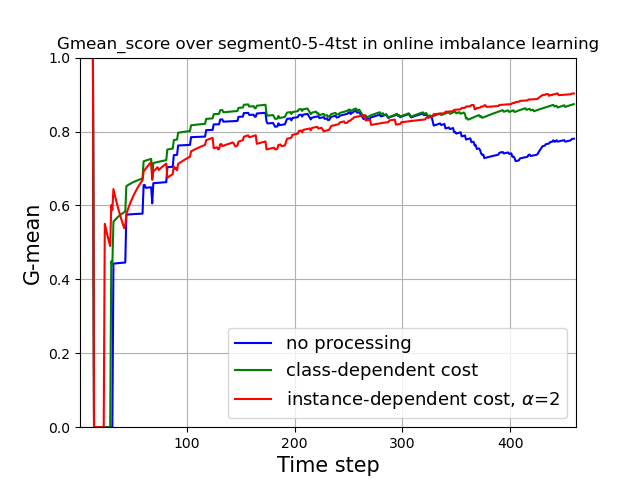 Gmean_score over segment0-5-4tst in online imbalance learning
1.0
0.8
0.6
0.4
0.2
0.0
G-mean
no processing
class-dependent cost
instance-dependent cost, α=2
100 200 300 400
Time step